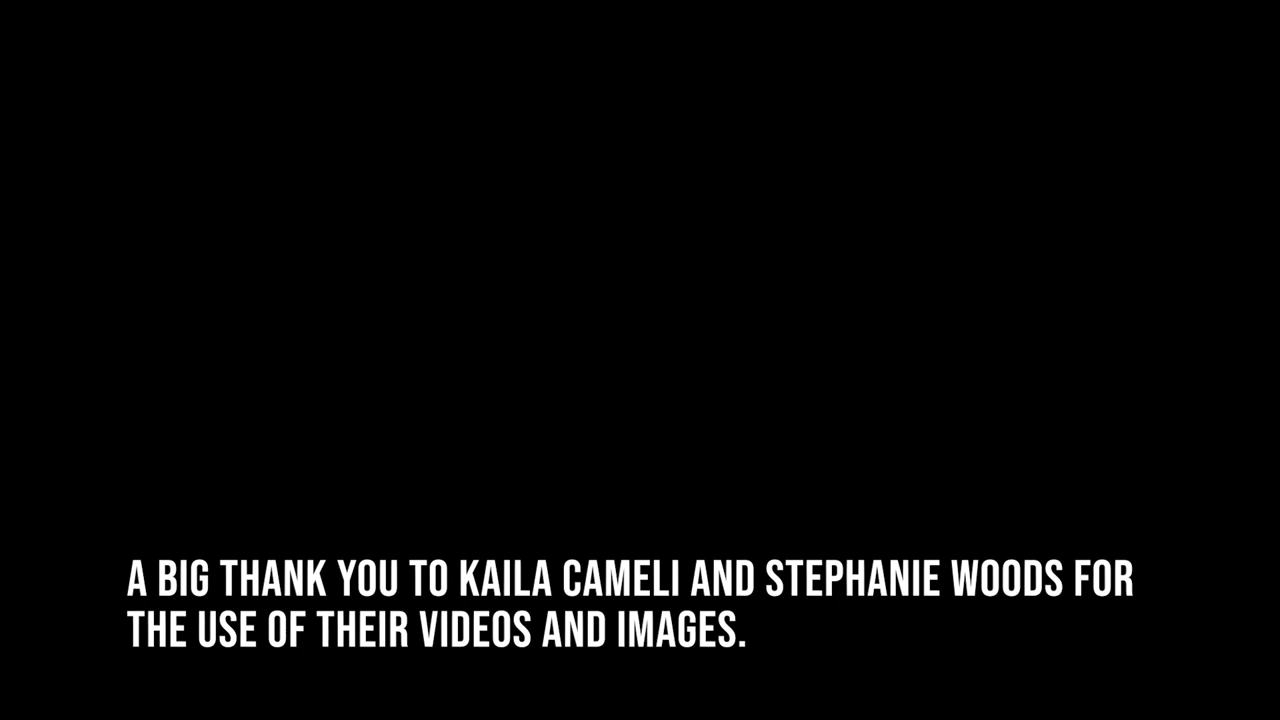 A BIG THANK YOU TO KAILA CAMELI AND STEPHANIE WOODS FOR
THE USE OF THEIR VIDEOS AND IMAGES.